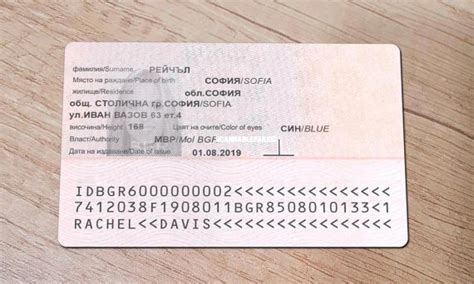 фамилия/Surname РЕЙЧЪЛ
Място на раждане/Place of birth СОФИЯ/SOFIA
жилище/Residence обл.СОФИЯ
общ. СТОЛИЧНА гр.СОФИЯ/SOFIA
ул.ИВАН ВАЗОВ 63 ет.4
височина/Height 168 Цвят на очите/Color of eyes СИН/BLUE
Власт/Authority МВР/MoI BGR
Дата на издаване/Date of issue 01.08.2019
IDBGR6000000002<<<<<<<<<<<<<<<
7412038F1908011BGR8508010133<1
RACHEL<<DAVIS<<<<<<<<<<<<<<<<<